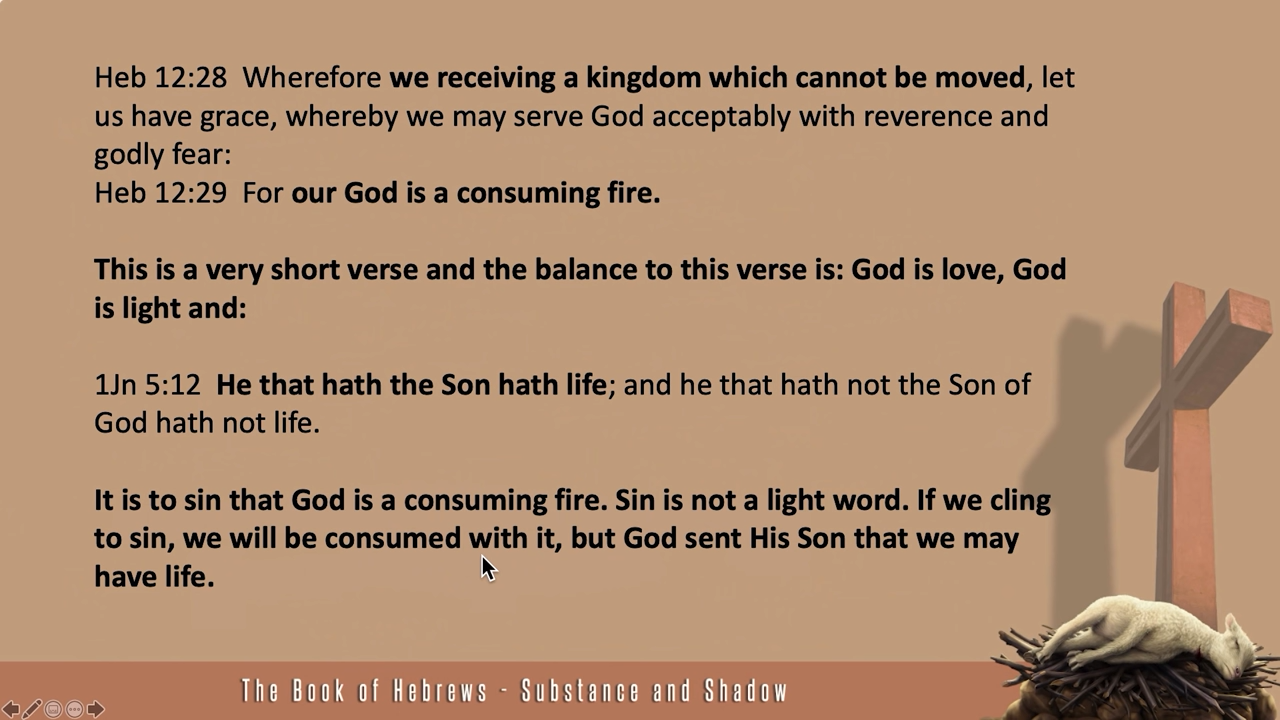 Heb 12:28  Wherefore we receiving a kingdom which cannot be moved, let
us have grace, whereby we may serve God acceptably with reverence and
godly fear:
Heb 12:29  For our God is a consuming fire.
This is a very short verse and the balance to this verse is: God is love, God
is light and:
1Jn 5:12  He that hath the Son hath life; and he that hath not the Son of
God hath not life.
It is to sin that God is a consuming fire. Sin is not a light word. If we cling
to sin, we will be consumed with it, but God sent His Son that we may
have life.
The Book of Hebrews - Substance and Shadow